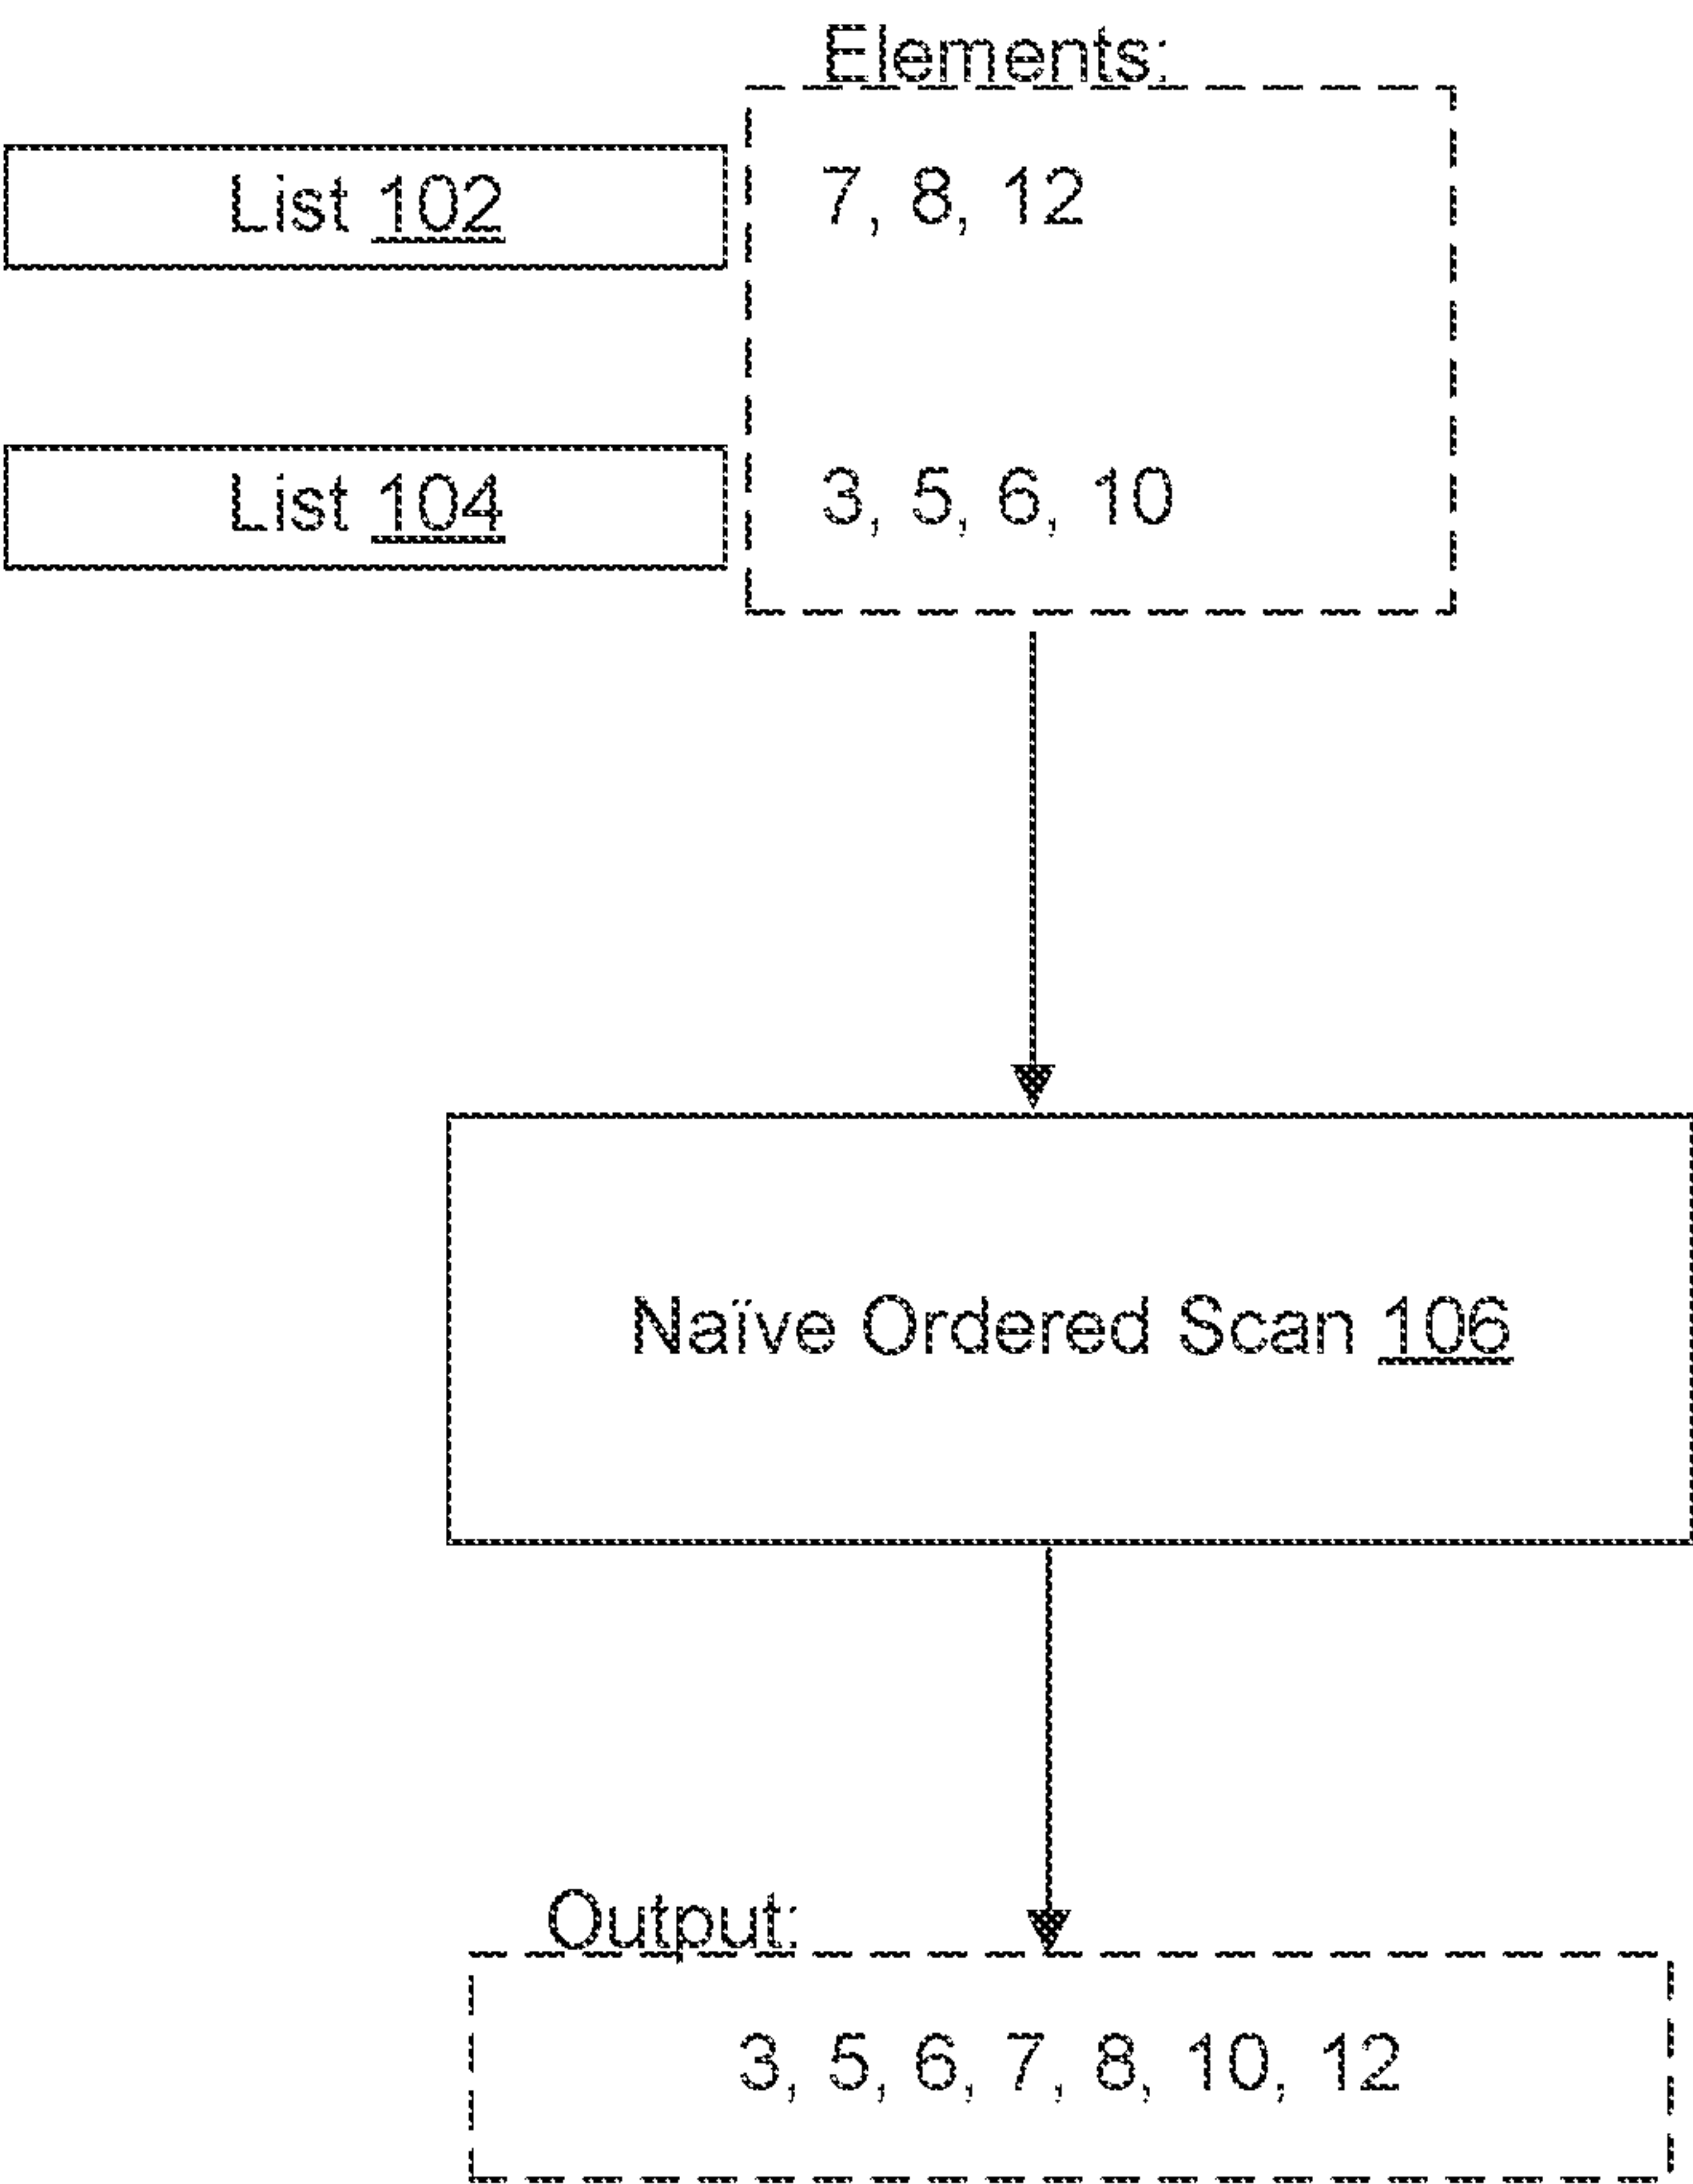 Elements:
List 102
7, 8, 12
List 104
3, 5, 6, 10
Naïve Ordered Scan 106
Output:
3, 5, 6, 7, 8, 10, 12